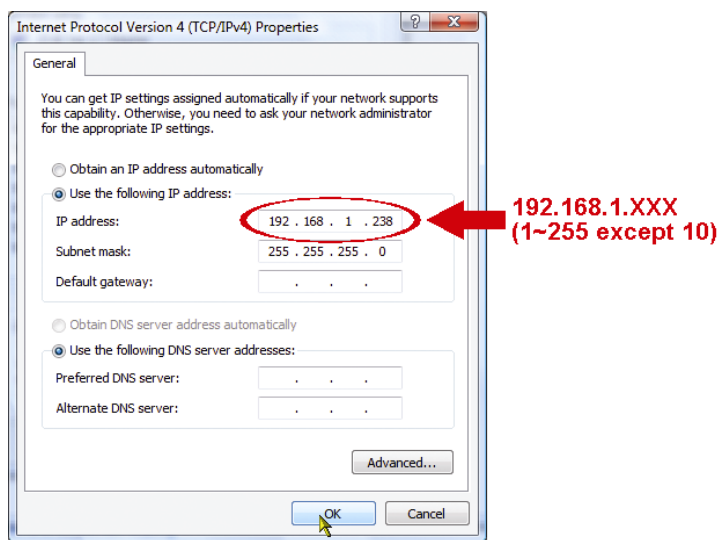 Internet Protocol Version 4 (TCP/IPv4) Properties
General
You can get IP settings assigned automatically if your network supports
this capability. Otherwise, you need to ask your network administrator
for the appropriate IP settings.
Obtain an IP address automatically
Use the following IP address:
IP address: 192 . 168 . 1 . 238
192.168.1.XXX
(1~255 except 10)
Subnet mask: 255 . 255 . 255 . 0
Default gateway: . . .
Obtain DNS server address automatically
Use the following DNS server addresses:
Preferred DNS server: . . .
Alternate DNS server: . . .
Advanced...
OK Cancel